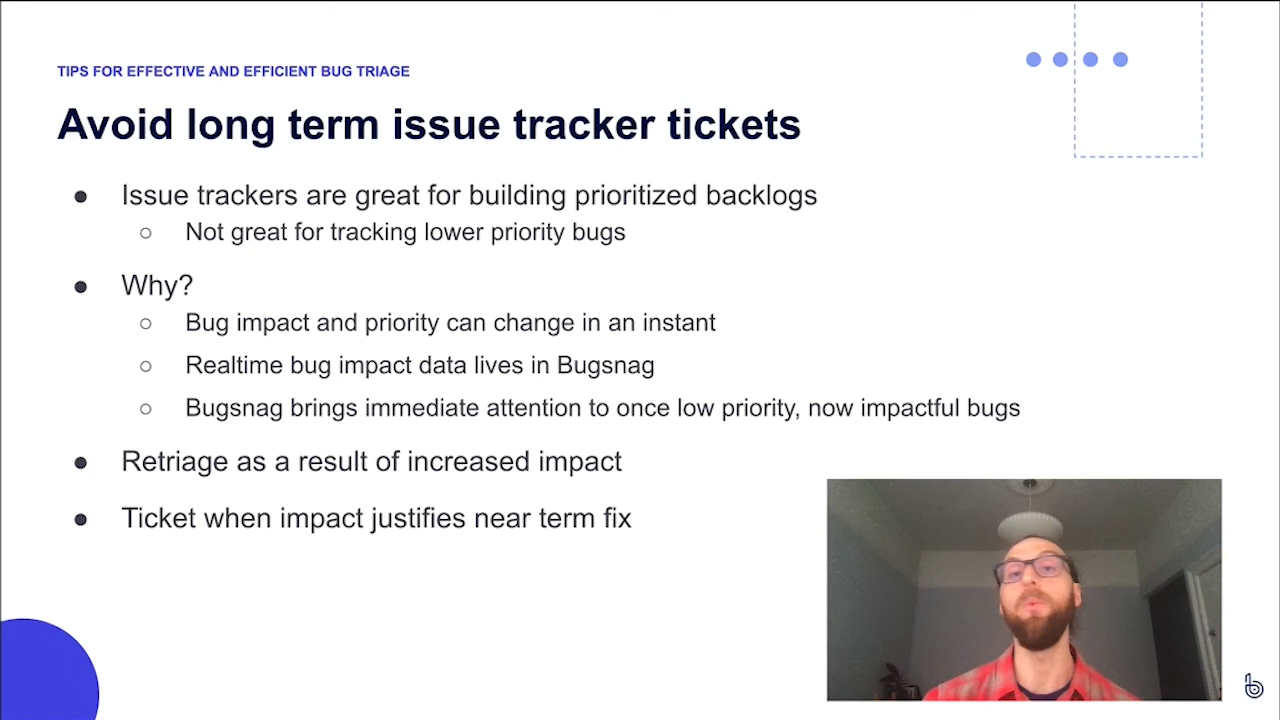 TIPS FOR EFFECTIVE AND EFFICIENT BUG TRIAGE
Avoid long term issue tracker tickets
● Issue trackers are great for building prioritized backlogs
○ Not great for tracking lower priority bugs
● Why?
○ Bug impact and priority can change in an instant
○ Realtime bug impact data lives in Bugsnag
○ Bugsnag brings immediate attention to once low priority, now impactful bugs
● Retriage as a result of increased impact
● Ticket when impact justifies near term fix